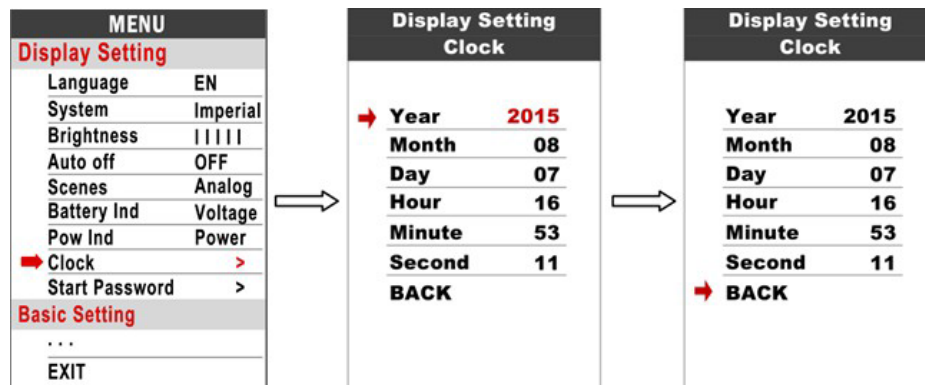 MENU
Display Setting
Language EN
System Imperial
Brightness | | | | |
Auto off OFF
Scenes Analog
Battery Ind Voltage
Pow Ind Power
Clock >
Start Password >
Basic Setting
...
EXIT
Display Setting
Clock
Year 2015
Month 08
Day 07
Hour 16
Minute 53
Second 11
BACK
Display Setting
Clock
Year 2015
Month 08
Day 07
Hour 16
Minute 53
Second 11
BACK